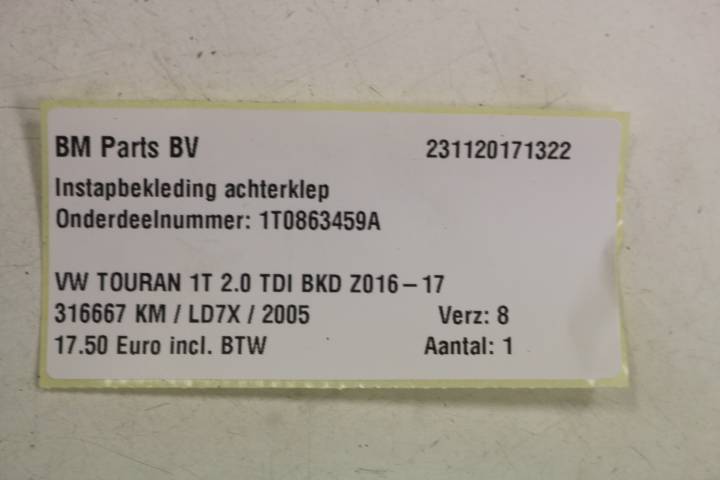 BM Parts BV 231120171322
Instapbekleding achterklep
Onderdeelnummer: 1T0863459A
VW TOURAN 1T 2.0 TDI BKD Z016-17
316667 KM / LD7X / 2005 Verz: 8
17.50 Euro incl. BTW Aantal: 1